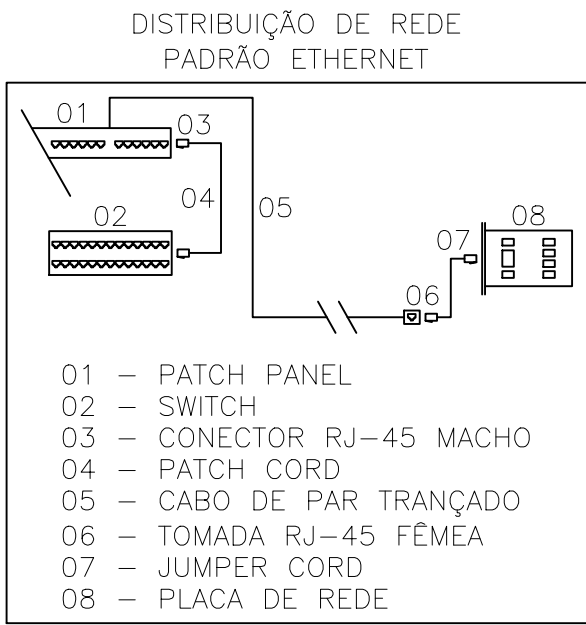 DISTRIBUIÇÃO DE REDE
PADRÃO ETHERNET
01
03
04
02
05
06
07
08
01 – PATCH PANEL
02 – SWITCH
03 – CONECTOR RJ–45 MACHO
04 – PATCH CORD
05 – CABO DE PAR TRANÇADO
06 – TOMADA RJ–45 FÊMEA
07 – JUMPER CORD
08 – PLACA DE REDE